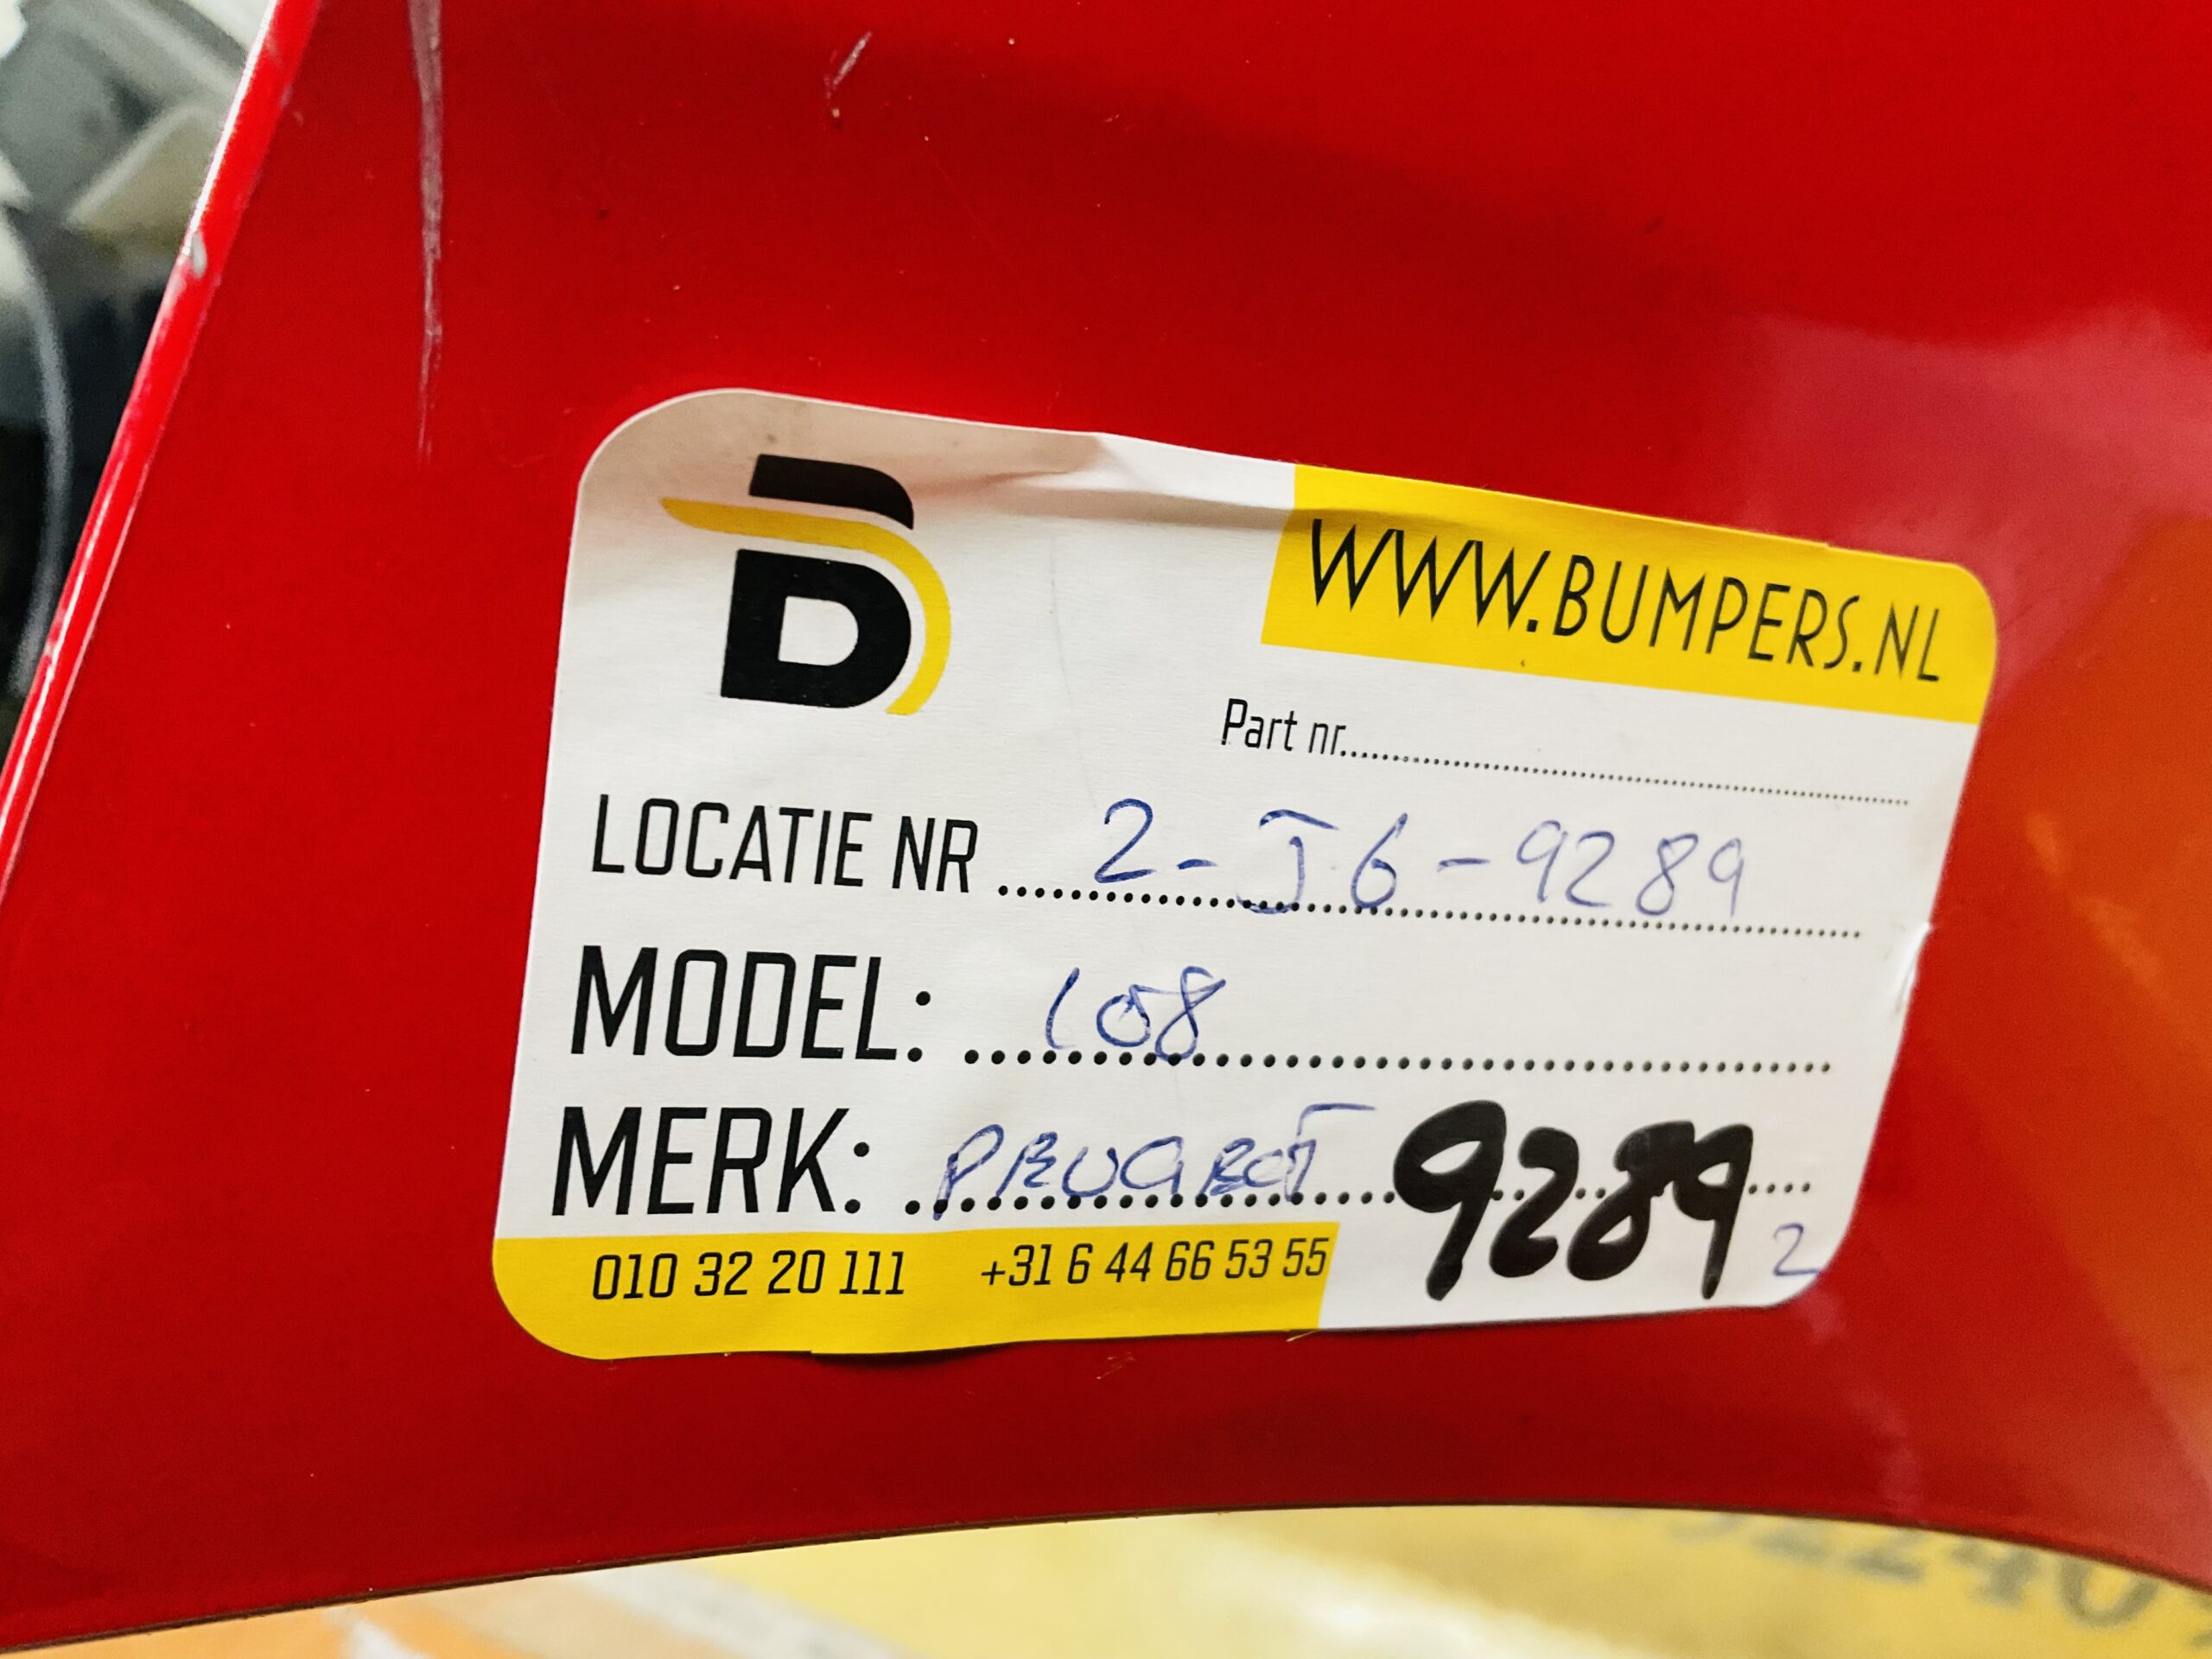 B
WWW.BUMPERS.NL
Part nr.
LOCATIE NR 2-J6-9289
MODEL: 108
MERK: PEUGEOT 9289
2
010 32 20 111 +31 6 44 66 53 55